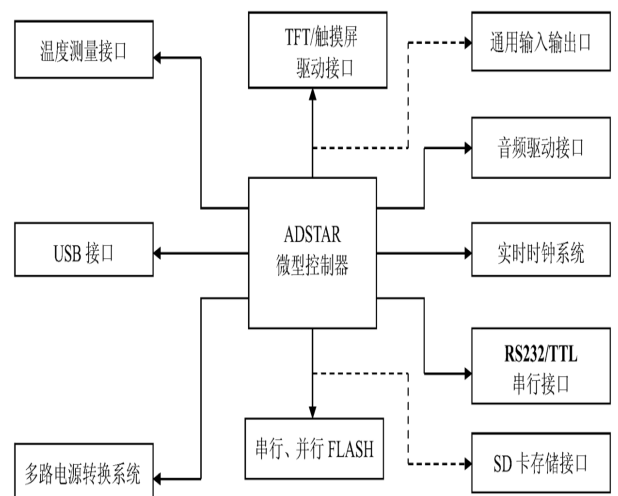 温度测量接口
TFT/触摸屏
驱动接口
通用输入输出口
音频驱动接口
ADSTAR
微型控制器
USB 接口
实时时钟系统
RS232/TTL
串行接口
串行、并行 FLASH
多路电源转换系统
SD 卡存储接口